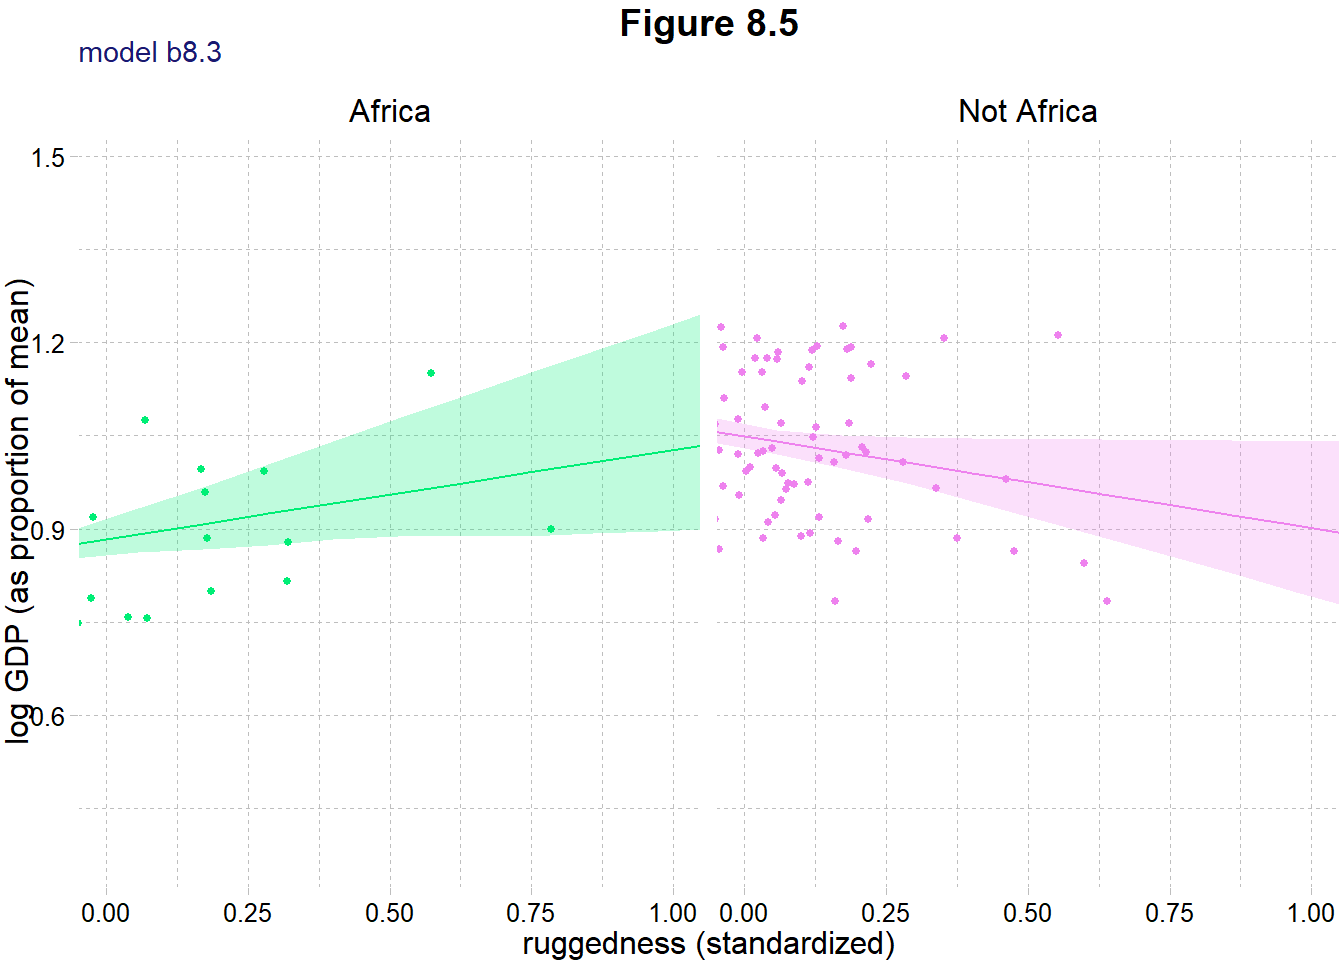 Figure 8.5
model b8.3
Africa
Not Africa
1.5
1.2
0.9
0.6
log GDP (as proportion of mean)
0.00 0.25 0.50 0.75 1.00 0.00 0.25 0.50 0.75 1.00
ruggedness (standardized)